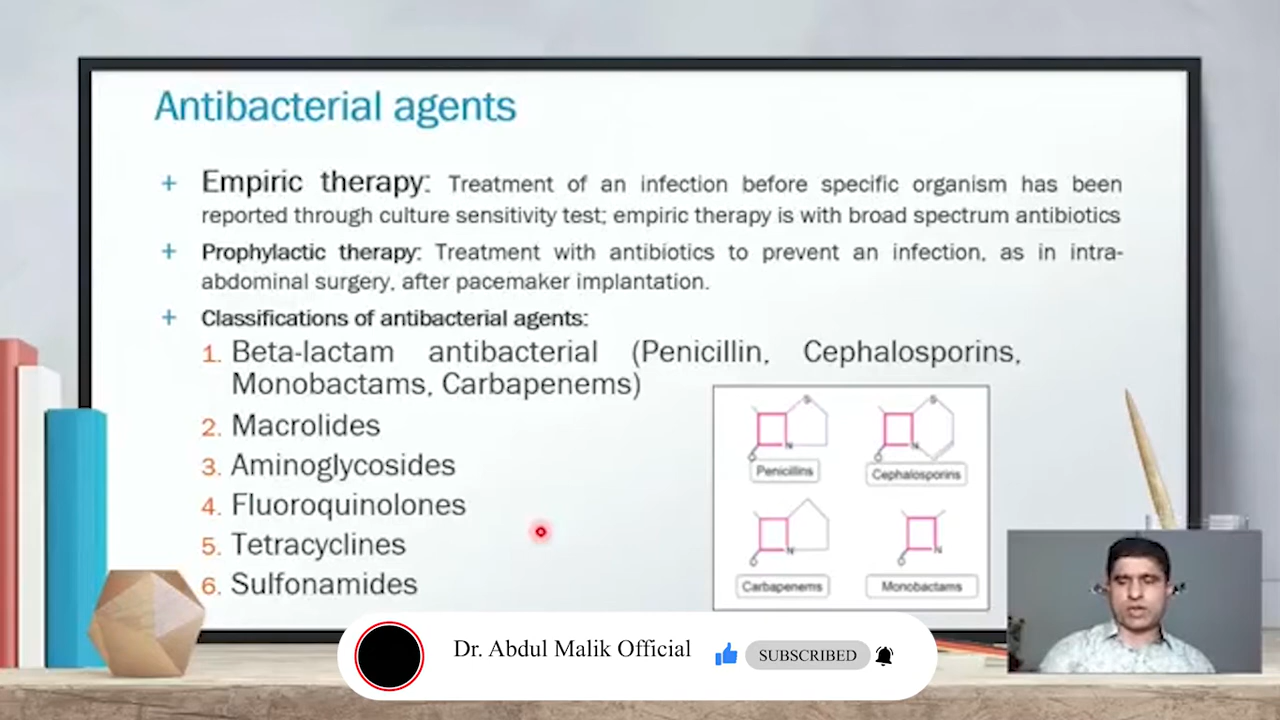 Antibacterial agents
+ Empiric therapy: Treatment of an infection before specific organism has been
reported through culture sensitivity test; empiric therapy is with broad spectrum antibiotics
+ Prophylactic therapy: Treatment with antibiotics to prevent an infection, as in intra-
abdominal surgery, after pacemaker implantation.
+ Classifications of antibacterial agents:
1. Beta-lactam antibacterial (Penicillin, Cephalosporins,
Monobactams, Carbapenems)
2. Macrolides
3. Aminoglycosides
4. Fluoroquinolones
5. Tetracyclines
6. Sulfonamides
S
N
O
Penicillins
S
N
O
Cephalosporins
N
O
Carbapenems
N
O
Monobactams
Dr. Abdul Malik Official
SUBSCRIBED